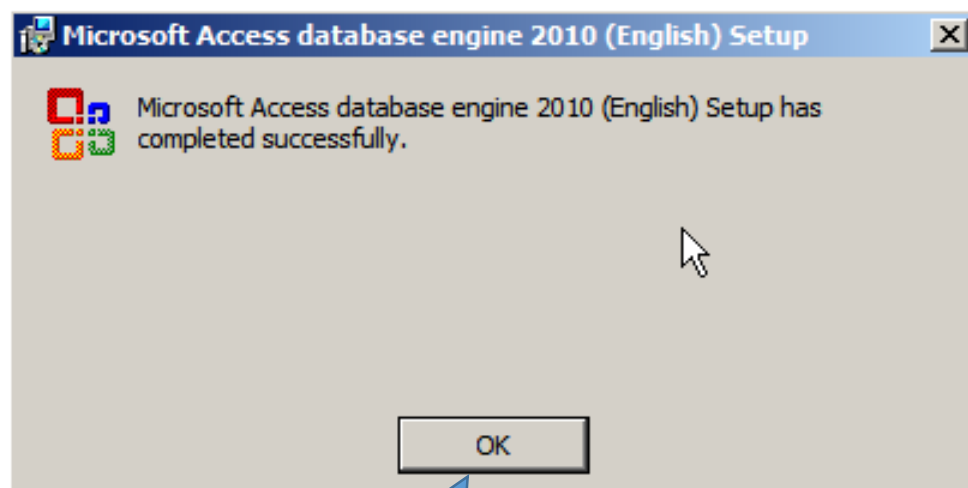 Microsoft Access database engine 2010 (English) Setup
Microsoft Access database engine 2010 (English) Setup has
completed successfully.
OK